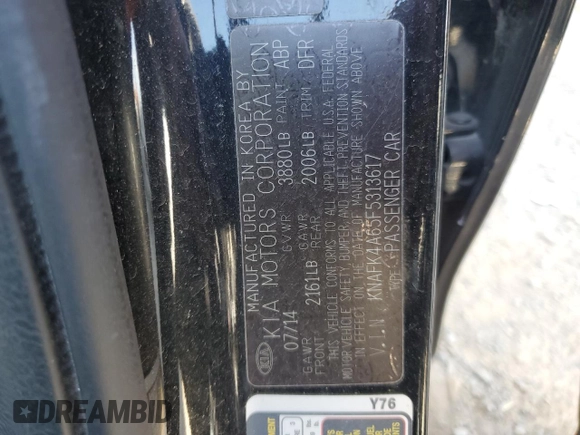 MANUFACTURED IN KOREA BY
KIA KIA MOTORS CORPORATION
07/14 GVWR 3880LB PAINT: ABP
GAWR FRONT 2161LB GAWR REAR 2006LB TRIM: DFR
THIS VEHICLE CONFORMS TO ALL APPLICABLE U.S.A. FEDERAL
MOTOR VEHICLE SAFETY, BUMPER, AND THEFT PREVENTION STANDARDS
IN EFFECT ON THE DATE OF MANUFACTURE SHOWN ABOVE
V.I.N.: KNAFK4A65F5313617
TYPE: PASSENGER CAR
Y76
DREAMBID